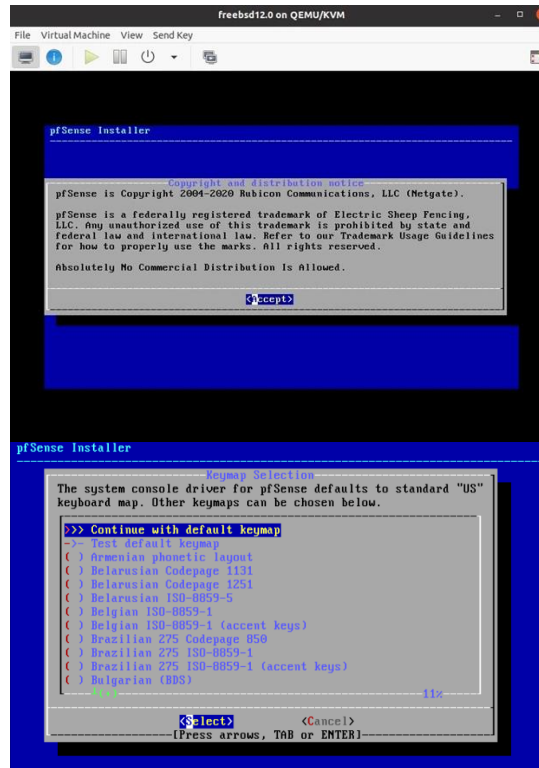 freebsd12.0 on QEMU/KVM
File Virtual Machine View Send Key
pfSense Installer
Copyright and distribution notice
pfSense is Copyright 2004-2020 Rubicon Communications, LLC (Netgate).
pfSense is a federally registered trademark of Electric Sheep Fencing,
LLC. Any unauthorized use of this trademark is prohibited by state and
federal law and international law. Refer to our Trademark Usage Guidelines
for how to properly use the marks. All rights reserved.
Absolutely No Commercial Distribution Is Allowed.
<Accept>
pfSense Installer
Keymap Selection
The system console driver for pfSense defaults to standard "US"
keyboard map. Other keymaps can be chosen below.
>>> Continue with default keymap
->- Test default keymap
( ) Armenian phonetic layout
( ) Belarusian Codepage 1131
( ) Belarusian Codepage 1251
( ) Belarusian ISO-8859-5
( ) Belgian ISO-8859-1
( ) Belgian ISO-8859-1 (accent keys)
( ) Brazilian 275 Codepage 850
( ) Brazilian 275 ISO-8859-1
( ) Brazilian 275 ISO-8859-1 (accent keys)
( ) Bulgarian (BDS)
11%
<Select> <Cancel>
[Press arrows, TAB or ENTER]